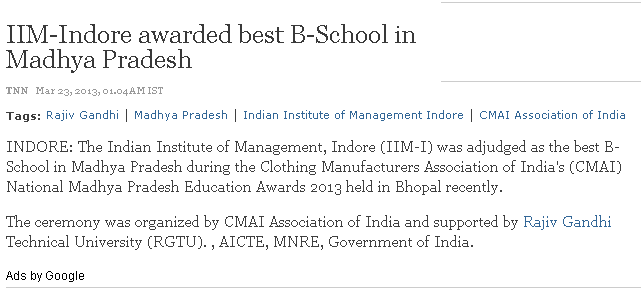 IIM-Indore awarded best B-School in
Madhya Pradesh
TNN Mar 23, 2013, 01.04AM IST
Tags: Rajiv Gandhi | Madhya Pradesh | Indian Institute of Management Indore | CMAI Association of India
INDORE: The Indian Institute of Management, Indore (IIM-I) was adjudged as the best B-
School in Madhya Pradesh during the Clothing Manufacturers Association of India's (CMAI)
National Madhya Pradesh Education Awards 2013 held in Bhopal recently.
The ceremony was organized by CMAI Association of India and supported by Rajiv Gandhi
Technical University (RGTU). , AICTE, MNRE, Government of India.
Ads by Google